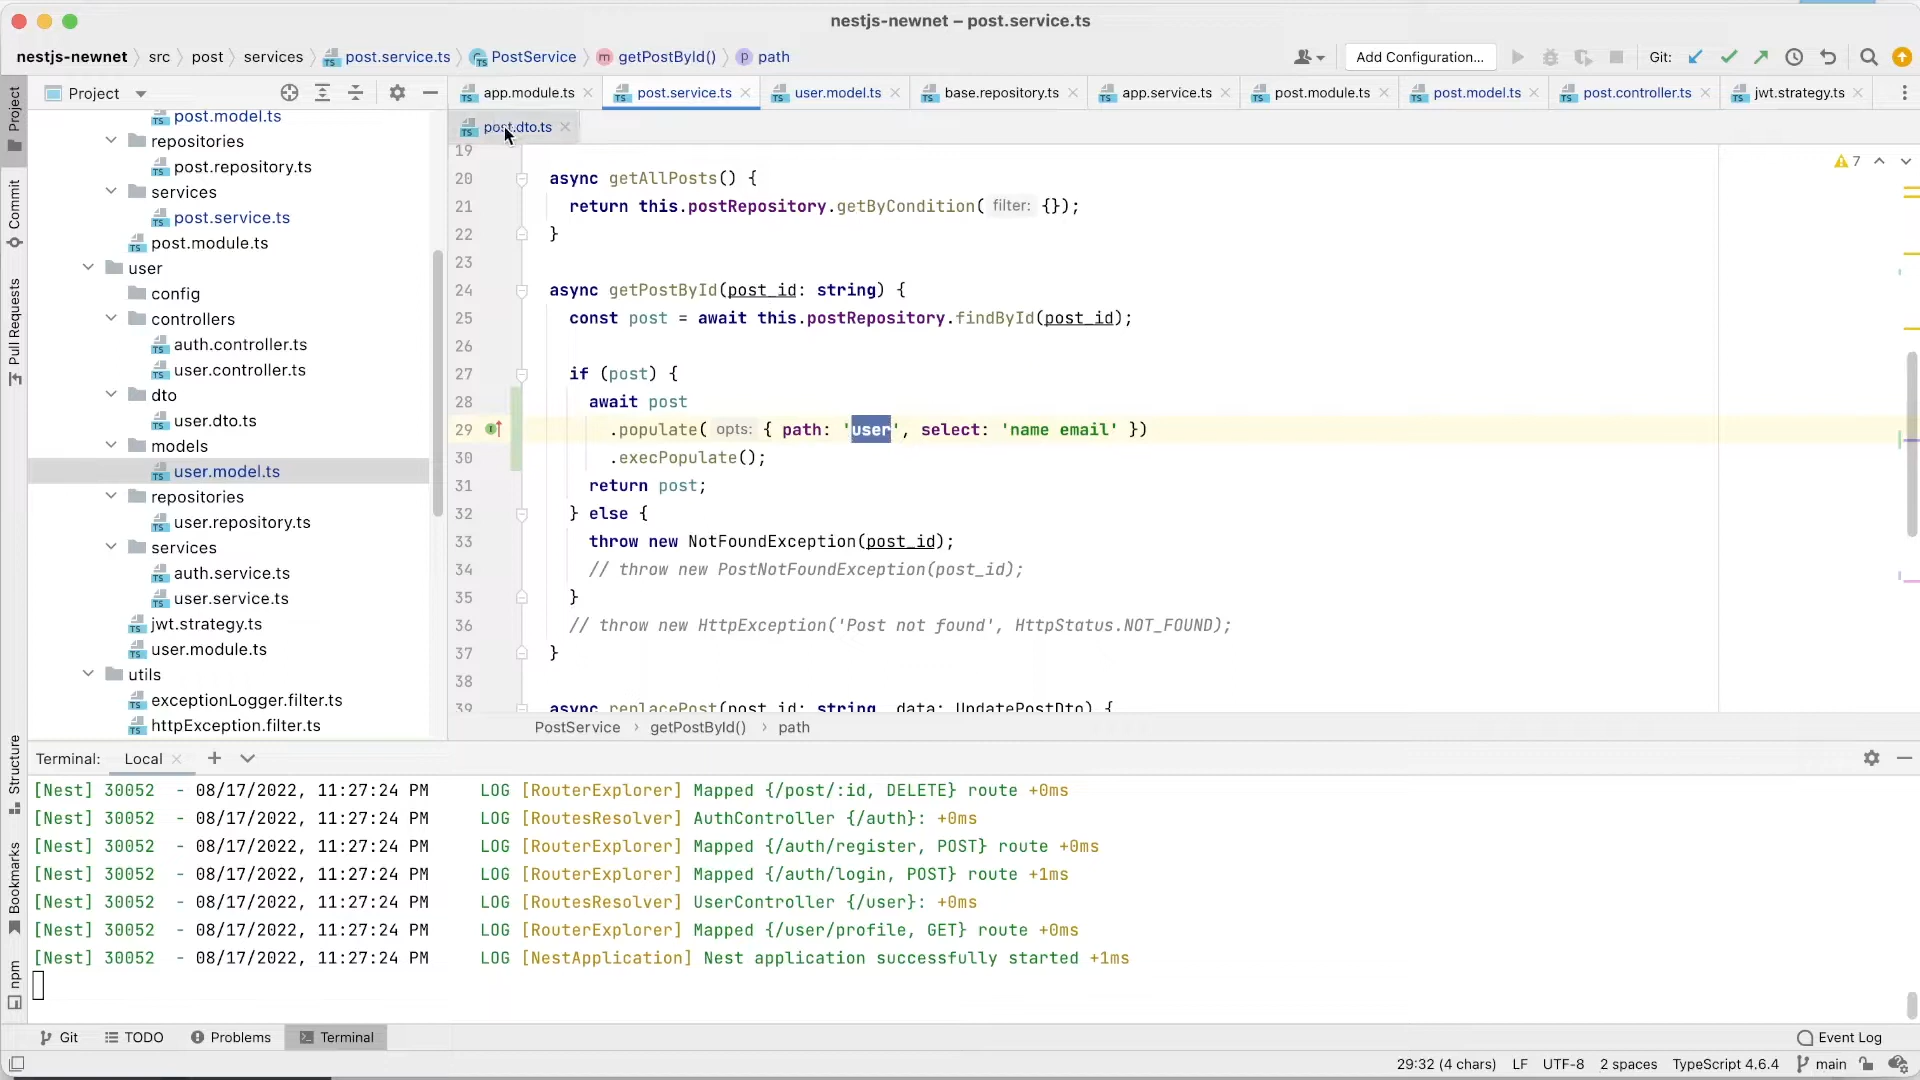 nestjs-newnet – post.service.ts
nestjs-newnet src post services post.service.ts PostService getPostById() path
Add Configuration... Git:
Project
app.module.ts post.service.ts user.model.ts base.repository.ts app.service.ts post.module.ts post.model.ts post.controller.ts jwt.strategy.ts
post.dto.ts
Project
Commit
Pull Requests
Structure
Bookmarks
npm
post.model.ts
repositories
post.repository.ts
services
post.service.ts
post.module.ts
user
config
controllers
auth.controller.ts
user.controller.ts
dto
user.dto.ts
models
user.model.ts
repositories
user.repository.ts
services
auth.service.ts
user.service.ts
jwt.strategy.ts
user.module.ts
utils
exceptionLogger.filter.ts
httpException.filter.ts
7
19
20 async getAllPosts() {
21 return this.postRepository.getByCondition( filter: {});
22 }
23
24 async getPostById(post_id: string) {
25 const post = await this.postRepository.findById(post_id);
26
27 if (post) {
28 await post
29 .populate( opts: { path: 'user', select: 'name email' })
30 .execPopulate();
31 return post;
32 } else {
33 throw new NotFoundException(post_id);
34 // throw new PostNotFoundException(post_id);
35 }
36 // throw new HttpException('Post not found', HttpStatus.NOT_FOUND);
37 }
38
39 async replacePost(post_id: string, data: UpdatePostDto) {
PostService getPostById() path
Terminal: Local
[Nest] 30052 - 08/17/2022, 11:27:24 PM LOG [RouterExplorer] Mapped {/post/:id, DELETE} route +0ms
[Nest] 30052 - 08/17/2022, 11:27:24 PM LOG [RoutesResolver] AuthController {/auth}: +0ms
[Nest] 30052 - 08/17/2022, 11:27:24 PM LOG [RouterExplorer] Mapped {/auth/register, POST} route +0ms
[Nest] 30052 - 08/17/2022, 11:27:24 PM LOG [RouterExplorer] Mapped {/auth/login, POST} route +1ms
[Nest] 30052 - 08/17/2022, 11:27:24 PM LOG [RoutesResolver] UserController {/user}: +0ms
[Nest] 30052 - 08/17/2022, 11:27:24 PM LOG [RouterExplorer] Mapped {/user/profile, GET} route +0ms
[Nest] 30052 - 08/17/2022, 11:27:24 PM LOG [NestApplication] Nest application successfully started +1ms
Git TODO Problems Terminal Event Log
29:32 (4 chars) LF UTF-8 2 spaces TypeScript 4.6.4 main